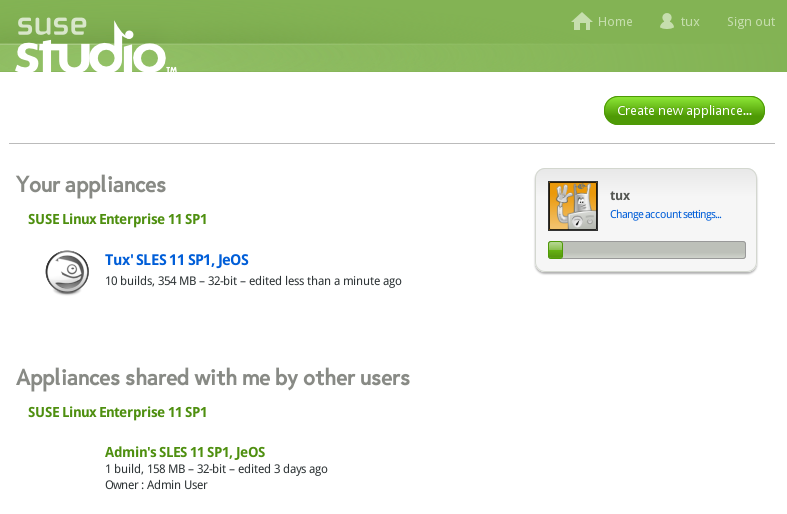 suse
studio™
Home
tux
Sign out
Create new appliance...
Your appliances
SUSE Linux Enterprise 11 SP1
Tux' SLES 11 SP1, JeOS
10 builds, 354 MB – 32-bit – edited less than a minute ago
tux
Change account settings...
Appliances shared with me by other users
SUSE Linux Enterprise 11 SP1
Admin's SLES 11 SP1, JeOS
1 build, 158 MB – 32-bit – edited 3 days ago
Owner : Admin User